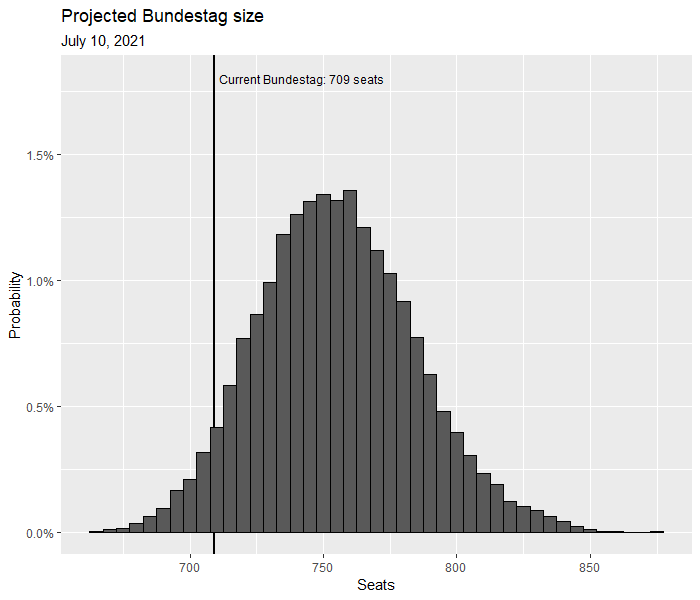 Projected Bundestag size
July 10, 2021
Current Bundestag: 709 seats
1.5%
1.0%
0.5%
0.0%
Probability
700 750 800 850
Seats